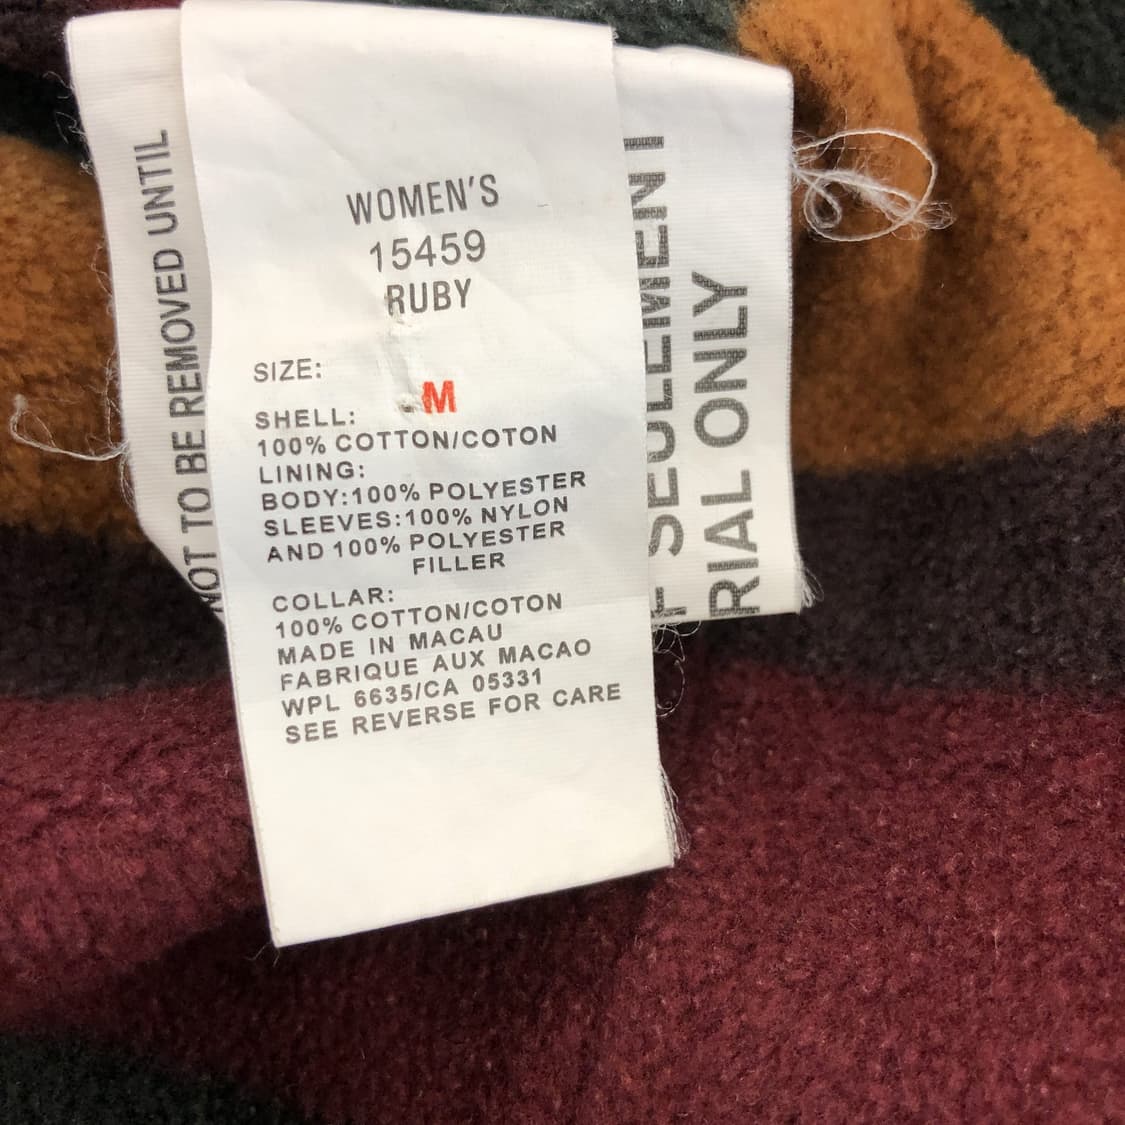 WOMEN'S
15459
RUBY
SIZE:
M
SHELL:
100% COTTON/COTON
LINING:
BODY:100% POLYESTER
SLEEVES:100% NYLON
AND 100% POLYESTER
FILLER
COLLAR:
100% COTTON/COTON
MADE IN MACAU
FABRIQUE AUX MACAO
WPL 6635/CA 05331
SEE REVERSE FOR CARE
NOT TO BE REMOVED UNTIL
SEULEMENT
RIAL ONLY